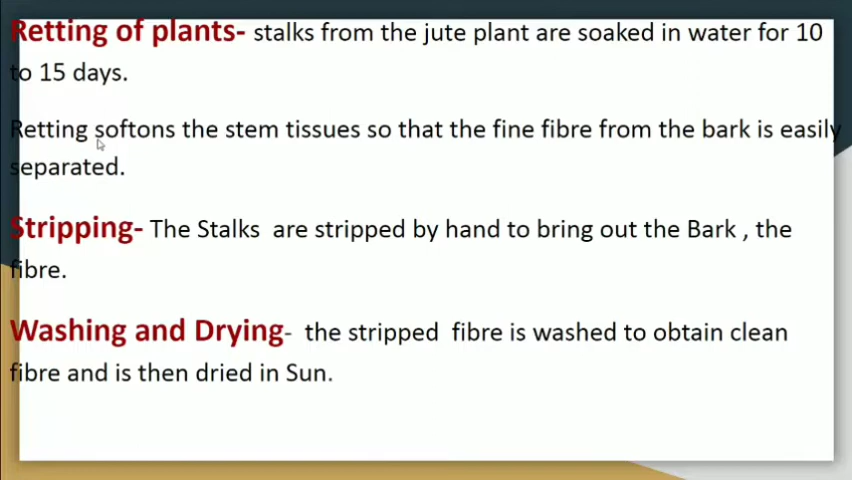 Retting of plants- stalks from the jute plant are soaked in water for 10
to 15 days.
Retting softons the stem tissues so that the fine fibre from the bark is easily
separated.
Stripping- The Stalks are stripped by hand to bring out the Bark , the
fibre.
Washing and Drying- the stripped fibre is washed to obtain clean
fibre and is then dried in Sun.